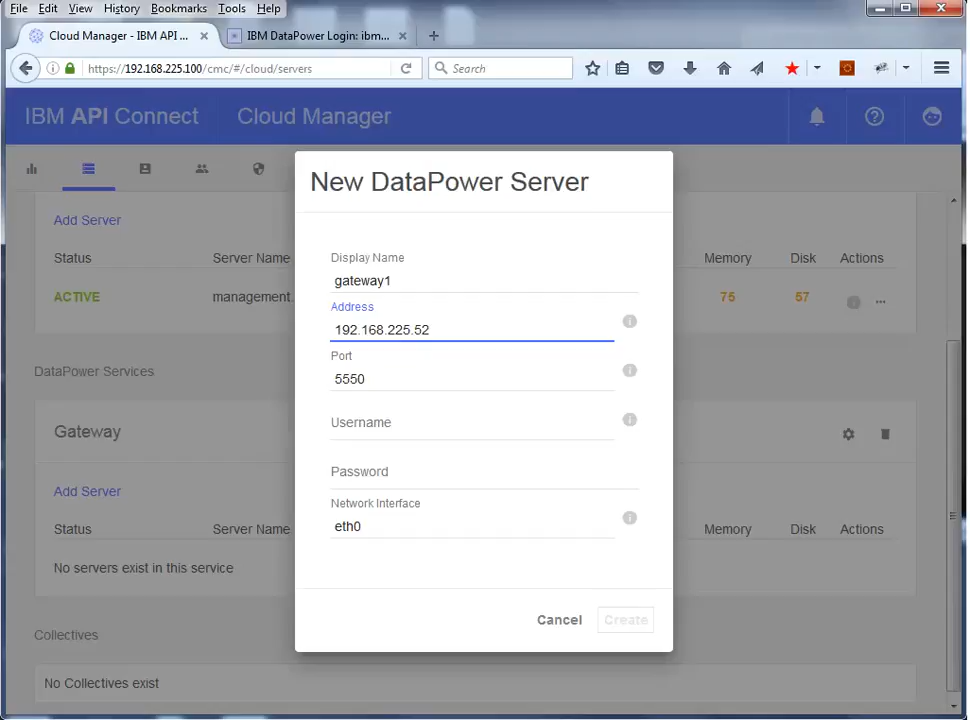 File Edit View History Bookmarks Tools Help
Cloud Manager - IBM API ... × IBM DataPower Login: ibm... × +
https://192.168.225.100/cmc/#/cloud/servers Search
IBM API Connect Cloud Manager
New DataPower Server
Add Server
Status Server Name Memory Disk Actions
ACTIVE management. 75 57 ...
Display Name
gateway1
Address
192.168.225.52
Port
5550
Username
Password
Network Interface
eth0
Cancel Create
DataPower Services
Gateway
Add Server
Status Server Name Memory Disk Actions
No servers exist in this service
Collectives
No Collectives exist